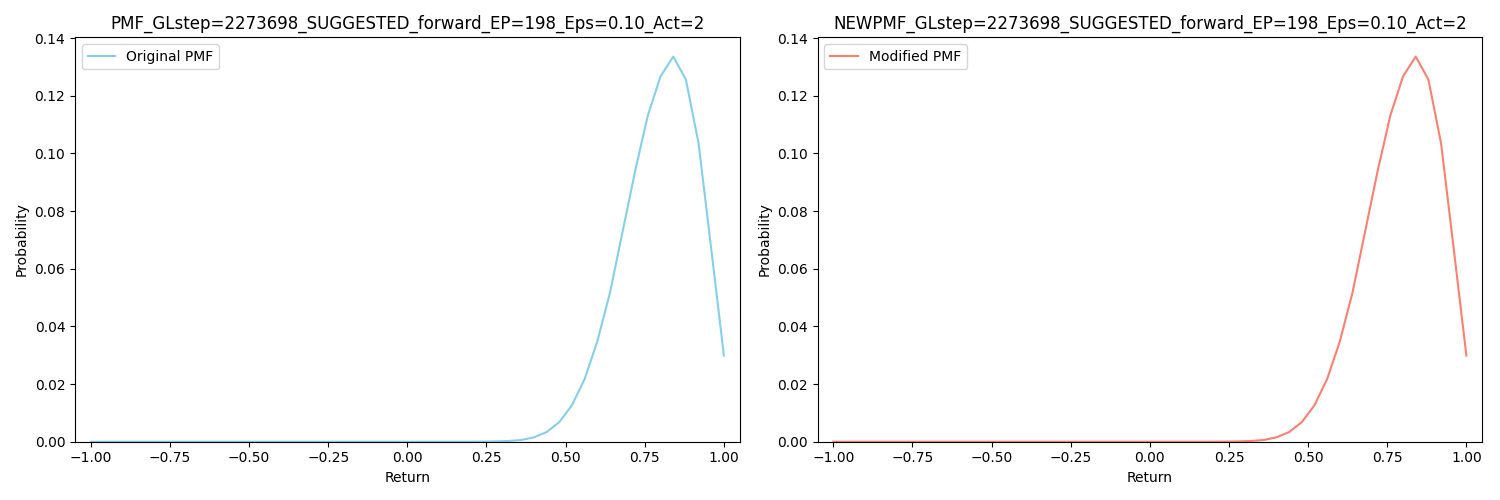 PMF_GLstep=2273698_SUGGESTED_forward_EP=198_Eps=0.10_Act=2
Original PMF
0.14
0.12
0.10
0.08
0.06
0.04
0.02
0.00
Probability
−1.00 −0.75 −0.50 −0.25 0.00 0.25 0.50 0.75 1.00
Return
NEWPMF_GLstep=2273698_SUGGESTED_forward_EP=198_Eps=0.10_Act=2
Modified PMF
0.14
0.12
0.10
0.08
0.06
0.04
0.02
0.00
Probability
−1.00 −0.75 −0.50 −0.25 0.00 0.25 0.50 0.75 1.00
Return